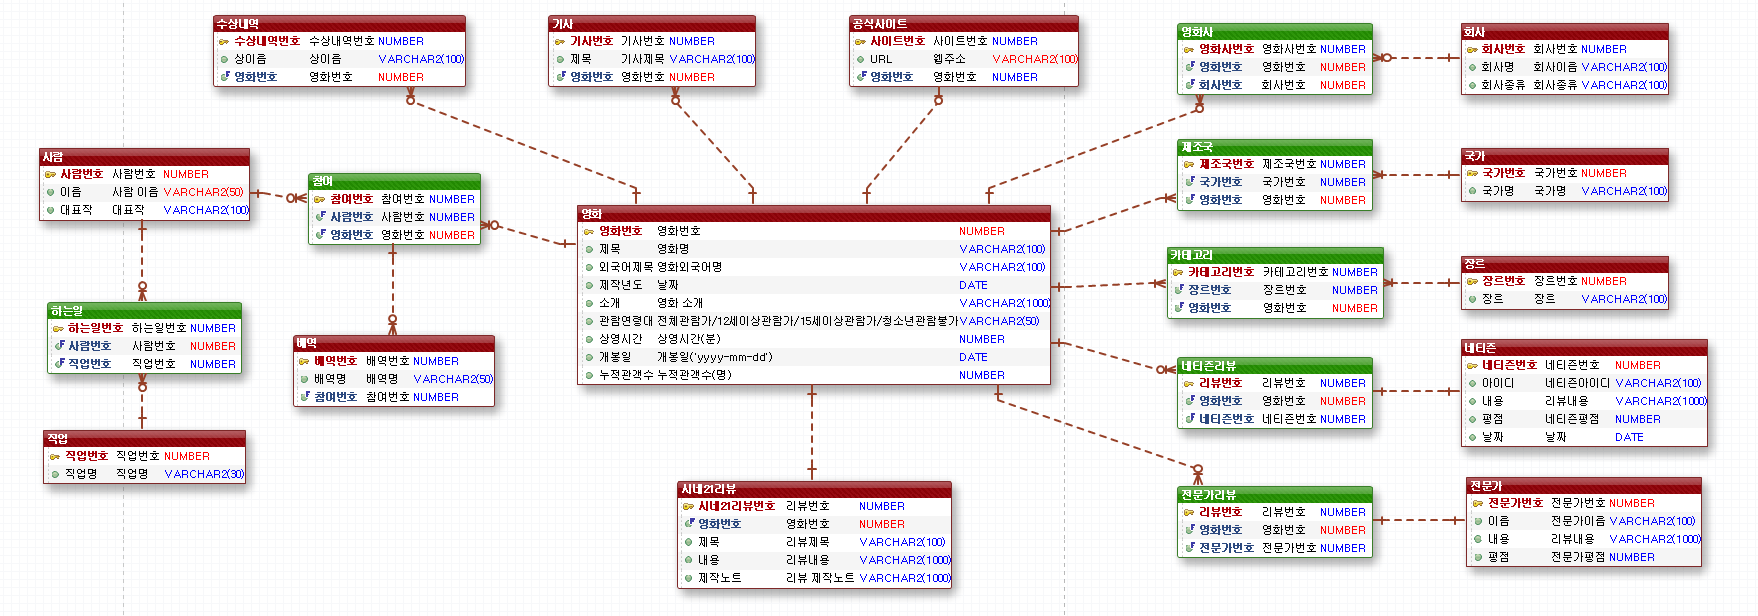 수상내역
수상내역번호 수상내역번호 NUMBER
상이름 상이름 VARCHAR2(100)
영화번호 영화번호 NUMBER
기사
기사번호 기사번호 NUMBER
제목 기사제목 VARCHAR2(100)
영화번호 영화번호 NUMBER
공식사이트
사이트번호 사이트번호 NUMBER
URL 웹주소 VARCHAR2(100)
영화번호 영화번호 NUMBER
영화사
영화사번호 영화사번호 NUMBER
영화번호 영화번호 NUMBER
회사번호 회사번호 NUMBER
회사
회사번호 회사번호 NUMBER
회사명 회사이름 VARCHAR2(100)
회사종류 회사종류 VARCHAR2(100)
사람
사람번호 사람번호 NUMBER
이름 사람 이름 VARCHAR2(50)
대표작 대표작 VARCHAR2(100)
참여
참여번호 참여번호 NUMBER
사람번호 사람번호 NUMBER
영화번호 영화번호 NUMBER
제조국
제조국번호 제조국번호 NUMBER
국가번호 국가번호 NUMBER
영화번호 영화번호 NUMBER
국가
국가번호 국가번호 NUMBER
국가명 국가명 VARCHAR2(100)
영화
영화번호 영화번호 NUMBER
제목 영화명 VARCHAR2(100)
외국어제목 영화외국어명 VARCHAR2(100)
제작년도 날짜 DATE
소개 영화 소개 VARCHAR2(1000)
관람연령대 전체관람가/12세이상관람가/15세이상관람가/청소년관람불가 VARCHAR2(50)
상영시간 상영시간(분) NUMBER
개봉일 개봉일('yyyy-mm-dd') DATE
누적관객수 누적관객수(명) NUMBER
카테고리
카테고리번호 카테고리번호 NUMBER
장르번호 장르번호 NUMBER
영화번호 영화번호 NUMBER
장르
장르번호 장르번호 NUMBER
장르 장르 VARCHAR2(100)
하는일
하는일번호 하는일번호 NUMBER
사람번호 사람번호 NUMBER
직업번호 직업번호 NUMBER
배역
배역번호 배역번호 NUMBER
배역명 배역명 VARCHAR2(50)
참여번호 참여번호 NUMBER
네티즌리뷰
리뷰번호 리뷰번호 NUMBER
영화번호 영화번호 NUMBER
네티즌번호 네티즌번호 NUMBER
네티즌
네티즌번호 네티즌번호 NUMBER
아이디 네티즌아이디 VARCHAR2(100)
내용 리뷰내용 VARCHAR2(1000)
평점 네티즌평점 NUMBER
날짜 날짜 DATE
직업
직업번호 직업번호 NUMBER
직업명 직업명 VARCHAR2(30)
시네21리뷰
시네21리뷰번호 리뷰번호 NUMBER
영화번호 영화번호 NUMBER
제목 리뷰제목 VARCHAR2(100)
내용 리뷰내용 VARCHAR2(1000)
제작노트 리뷰 제작노트 VARCHAR2(1000)
전문가리뷰
리뷰번호 리뷰번호 NUMBER
영화번호 영화번호 NUMBER
전문가번호 전문가번호 NUMBER
전문가
전문가번호 전문가번호 NUMBER
이름 전문가이름 VARCHAR2(100)
내용 리뷰내용 VARCHAR2(1000)
평점 전문가평점 NUMBER